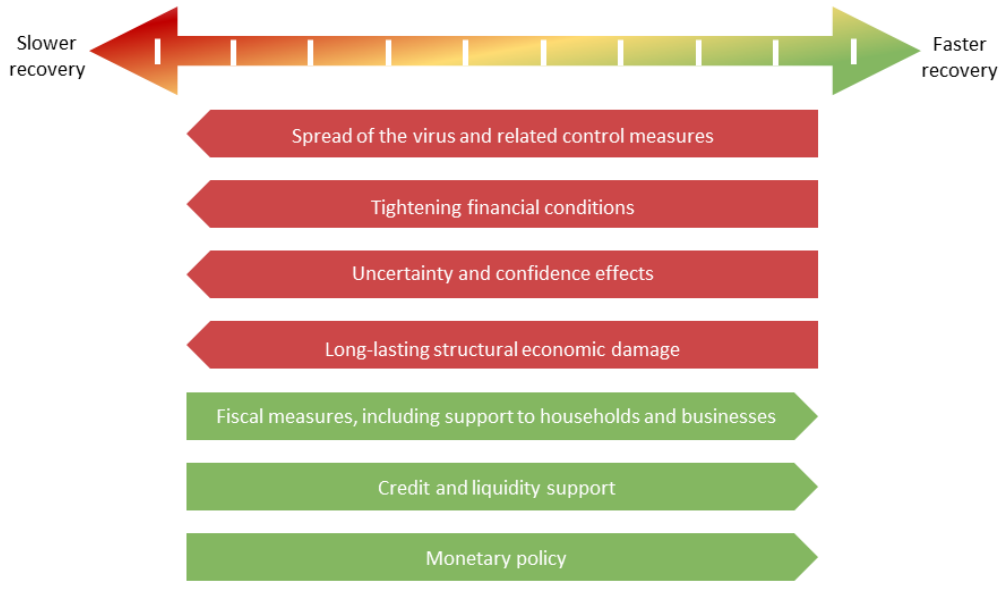 Slower
recovery
Faster
recovery
Spread of the virus and related control measures
Tightening financial conditions
Uncertainty and confidence effects
Long-lasting structural economic damage
Fiscal measures, including support to households and businesses
Credit and liquidity support
Monetary policy